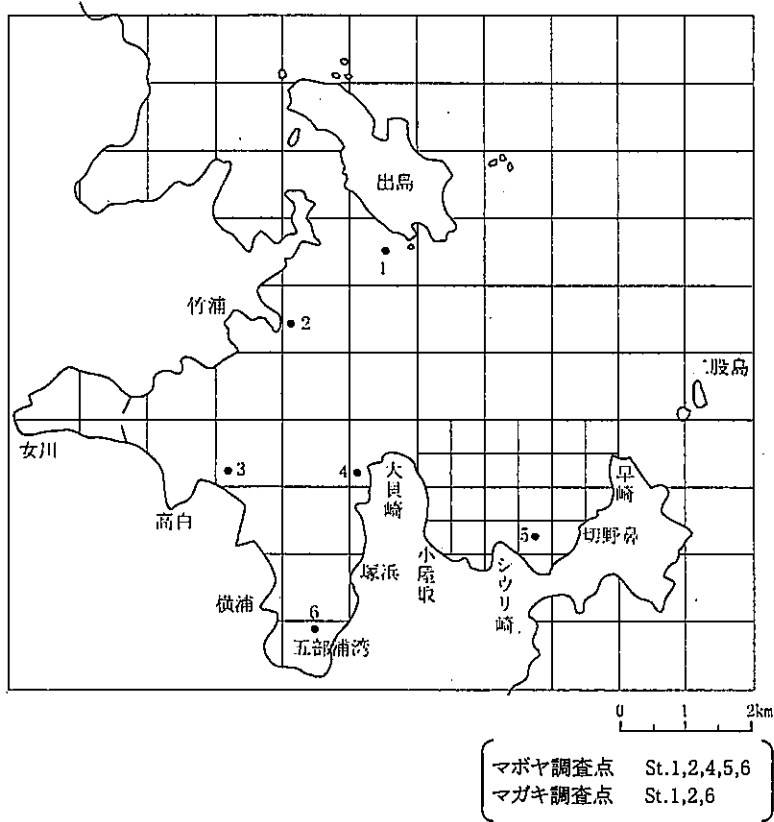 出島
1
竹浦
2
二股島
女川
3
4
大貝崎
早崎
高白
5
切野鼻
小屋取
シウリ崎
塚浜
横浦
6
五部浦湾
0 1 2km
マボヤ調査点 St.1,2,4,5,6
マガキ調査点 St.1,2,6